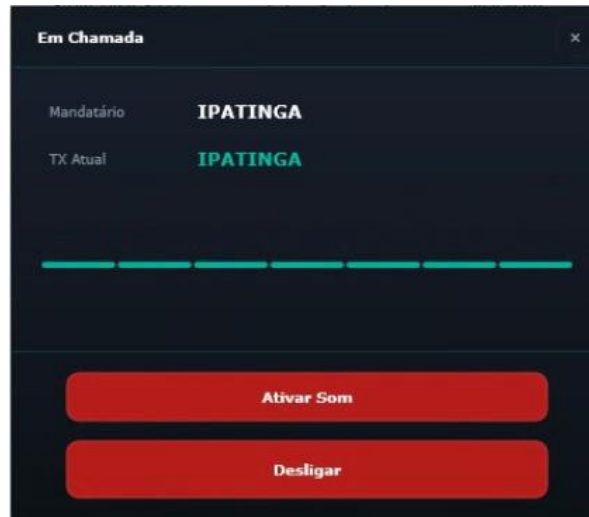 Em Chamada
×
Mandatário IPATINGA
TX Atual IPATINGA
Ativar Som
Desligar